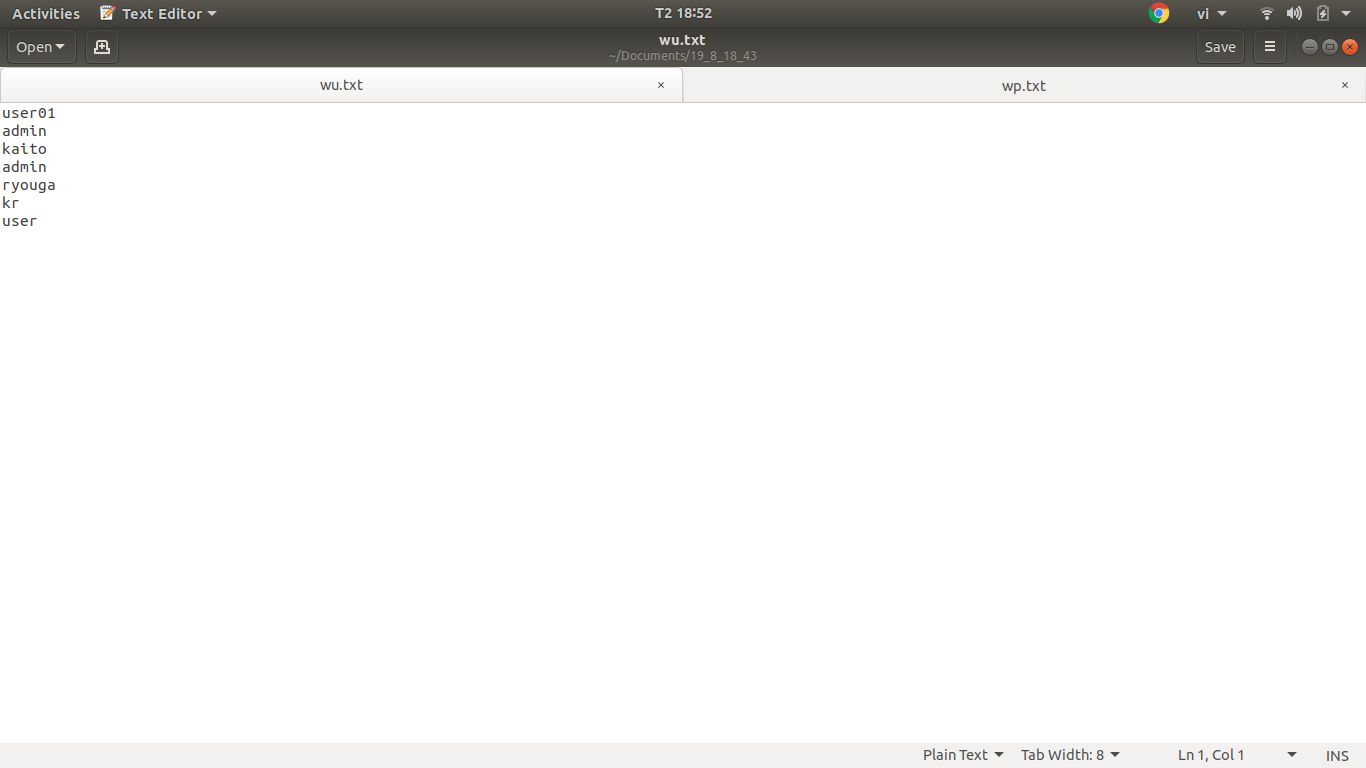 Activities Text Editor T2 18:52 vi
Open wu.txt Save
~/Documents/19_8_18_43
wu.txt × wp.txt ×
user01
admin
kaito
admin
ryouga
kr
user
Plain Text Tab Width: 8 Ln 1, Col 1 INS